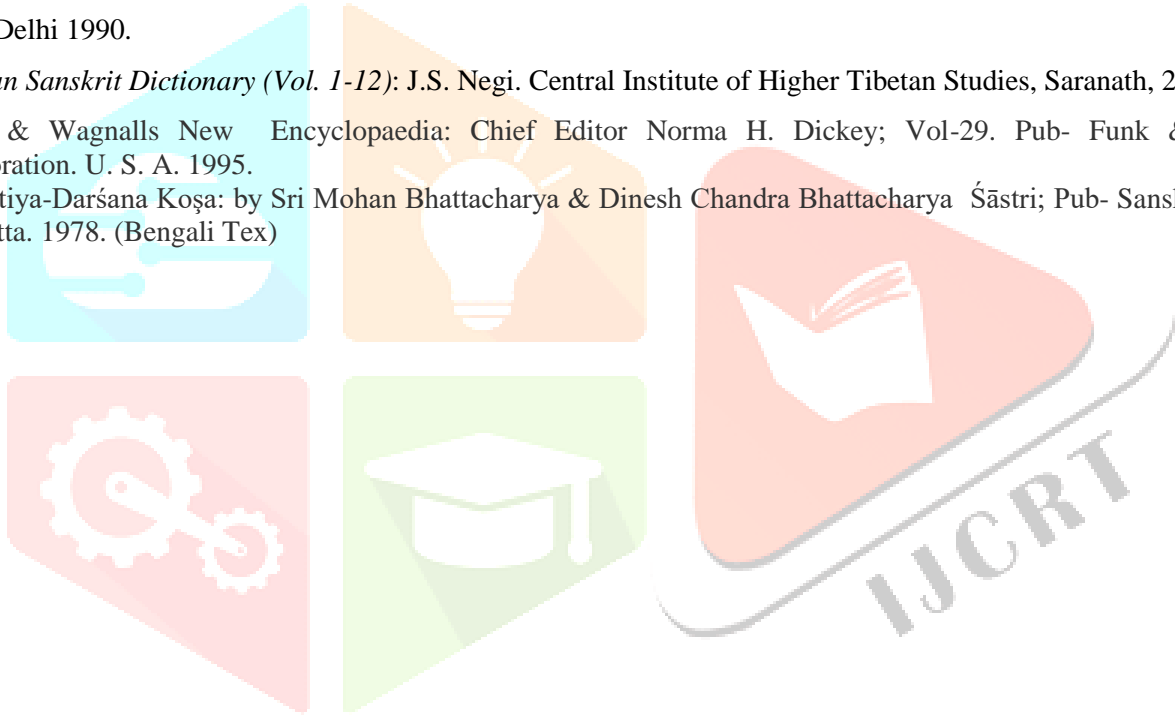 Delhi 1990.
n Sanskrit Dictionary (Vol. 1-12): J.S. Negi. Central Institute of Higher Tibetan Studies, Saranath, 2
& Wagnalls New Encyclopaedia: Chief Editor Norma H. Dickey; Vol-29. Pub- Funk &
oration. U. S. A. 1995.
tiya-Darśana Koşa: by Sri Mohan Bhattacharya & Dinesh Chandra Bhattacharya Śāstri; Pub- Sansk
tta. 1978. (Bengali Tex)
IJCRT